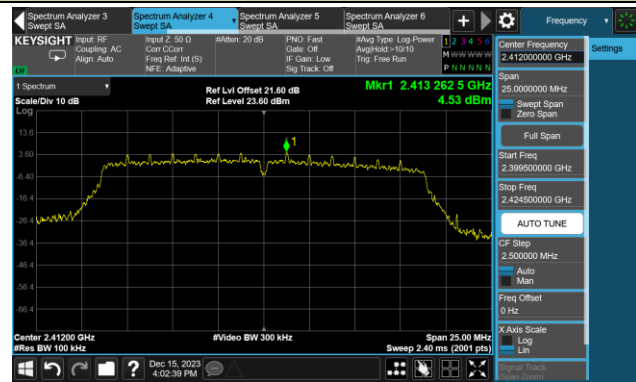 Spectrum Analyzer 3
Swept SA
Spectrum Analyzer 4
Swept SA
Spectrum Analyzer 5
Swept SA
Spectrum Analyzer 6
Swept SA
Frequency
KEYSIGHT
Input: RF
Coupling: AC
Align: Auto
Input Z: 50 Ω
Corr CCorr
Freq Ref: Int (S)
NFE: Adaptive
#Atten: 20 dB
PNO: Fast
Gate: Off
IF Gain: Low
Sig Track: Off
#Avg Type: Log-Power
Avg|Hold:>10/10
Trig: Free Run
1 2 3 4 5 6
M W W W W W
P N N N N N
1 Spectrum
Scale/Div 10 dB
Log
Ref Lvl Offset 21.60 dB
Ref Level 23.60 dBm
Mkr1 2.413 262 5 GHz
4.53 dBm
1
13.6
-6.40
-16.4
-26.4
-36.4
-46.4
-56.4
-66.4
Center 2.41200 GHz
#Res BW 100 kHz
#Video BW 300 kHz
Span 25.00 MHz
Sweep 2.40 ms (2001 pts)
Dec 15, 2023
4:02:39 PM
Center Frequency
2.412000000 GHz
Settings
Span
25.0000000 MHz
Swept Span
Zero Span
Full Span
Start Freq
2.399500000 GHz
Stop Freq
2.424500000 GHz
AUTO TUNE
CF Step
2.500000 MHz
Auto
Man
Freq Offset
0 Hz
X Axis Scale
Log
Lin
Signal Track
(Span Zoom)